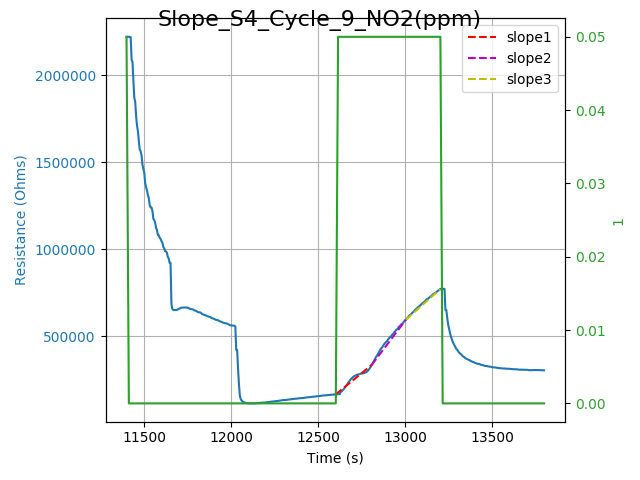 Slope_S4_Cycle_9_NO2(ppm)
slope1
slope2
slope3
Resistance (Ohms)
2000000
1500000
1000000
500000
0.05
0.04
0.03
0.02
0.01
0.00
1
11500 12000 12500 13000 13500
Time (s)